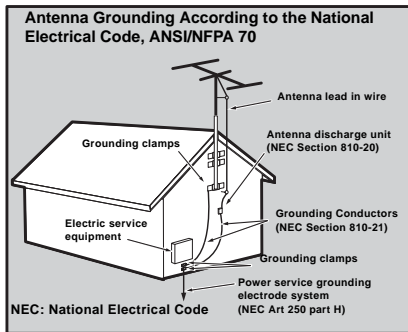 Antenna Grounding According to the National
Electrical Code, ANSI/NFPA 70
Antenna lead in wire
Grounding clamps
Antenna discharge unit
(NEC Section 810-20)
Electric service
equipment
Grounding Conductors
(NEC Section 810-21)
Grounding clamps
Power service grounding
electrode system
(NEC Art 250 part H)
NEC: National Electrical Code